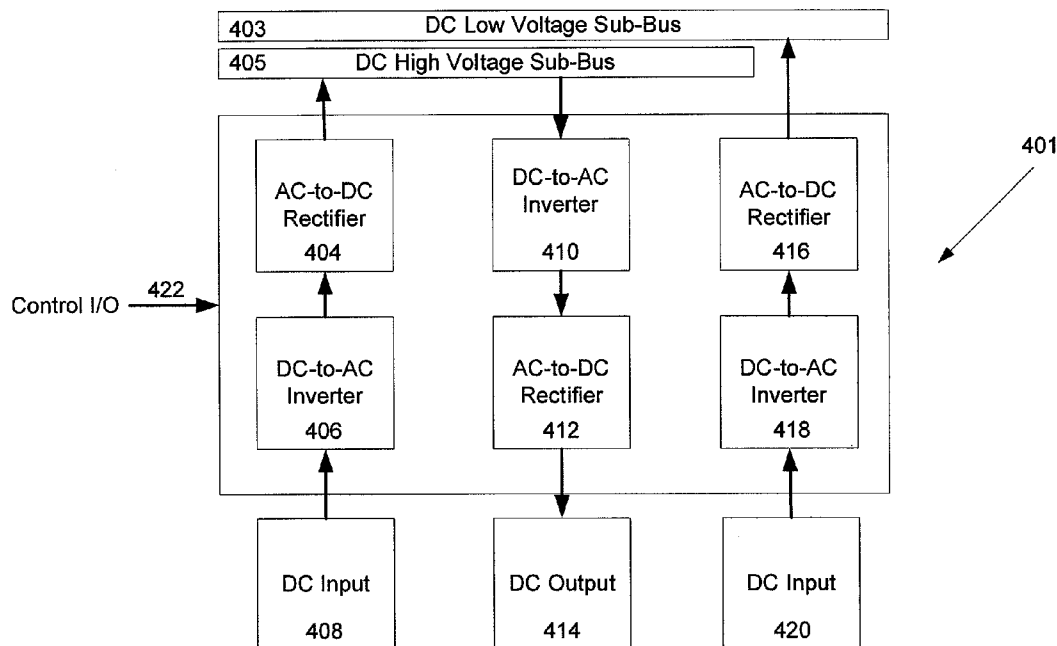 403 DC Low Voltage Sub-Bus
405 DC High Voltage Sub-Bus
401
AC-to-DC
Rectifier
404
DC-to-AC
Inverter
410
AC-to-DC
Rectifier
416
Control I/O
422
DC-to-AC
Inverter
406
AC-to-DC
Rectifier
412
DC-to-AC
Inverter
418
DC Input
408
DC Output
414
DC Input
420